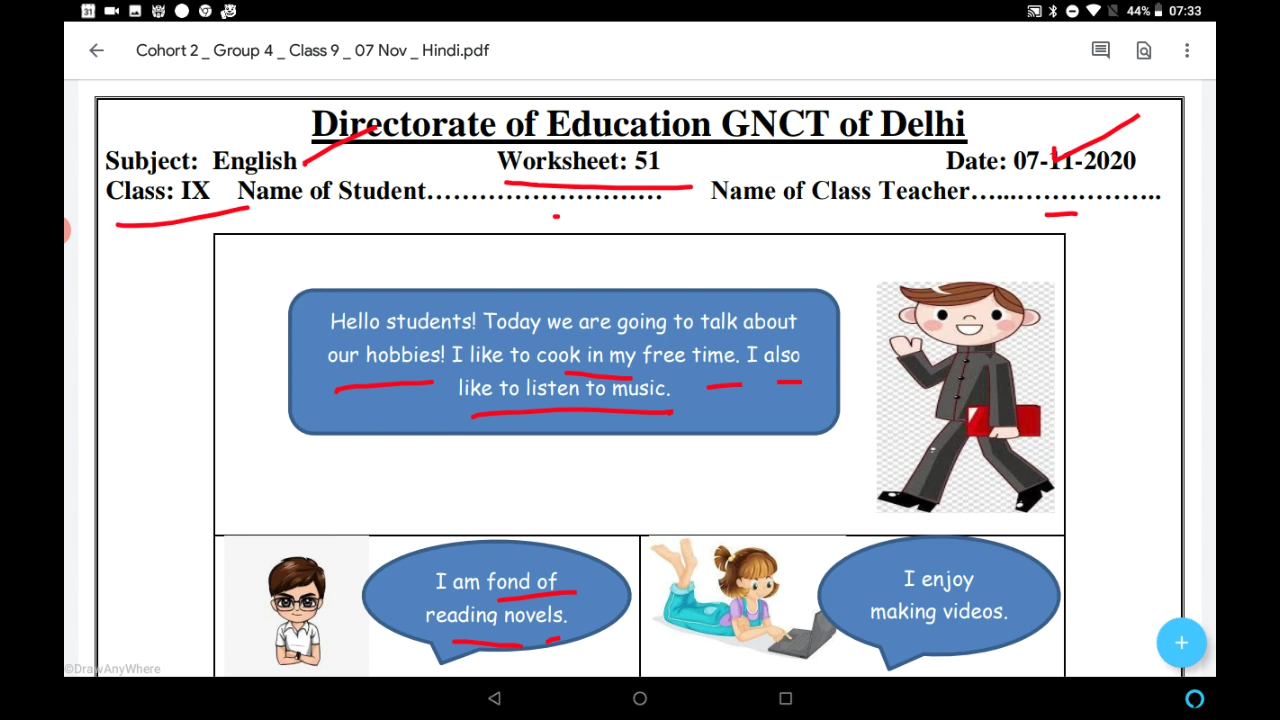 31
44%
07:33
Cohort 2 _ Group 4 _ Class 9 _ 07 Nov _ Hindi.pdf
Directorate of Education GNCT of Delhi
Subject: English Worksheet: 51 Date: 07-11-2020
Class: IX Name of Student………………………. Name of Class Teacher…...……………..
Hello students! Today we are going to talk about
our hobbies! I like to cook in my free time. I also
like to listen to music.
I am fond of
reading novels.
I enjoy
making videos.
©DrawAnyWhere